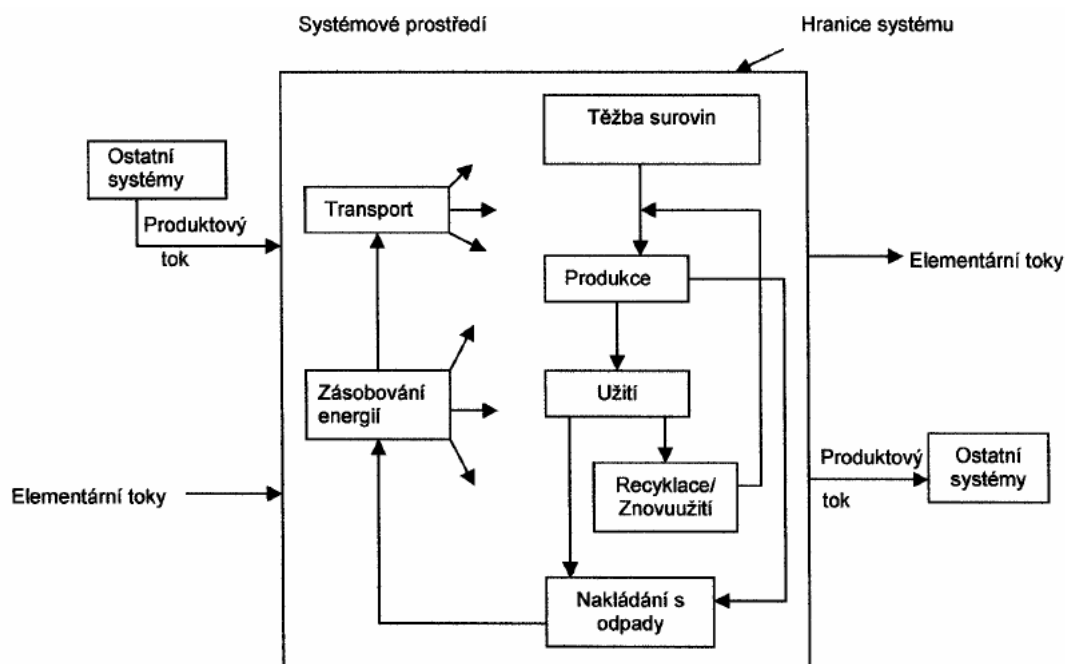 Systémové prostředí
Hranice systému
Těžba surovin
Ostatní
systémy
Transport
Produktový
tok
Produkce
Elementární toky
Zásobování
energií
Užití
Produktový
tok
Ostatní
systémy
Elementární toky
Recyklace/
Znovuužití
Nakládání s
odpady